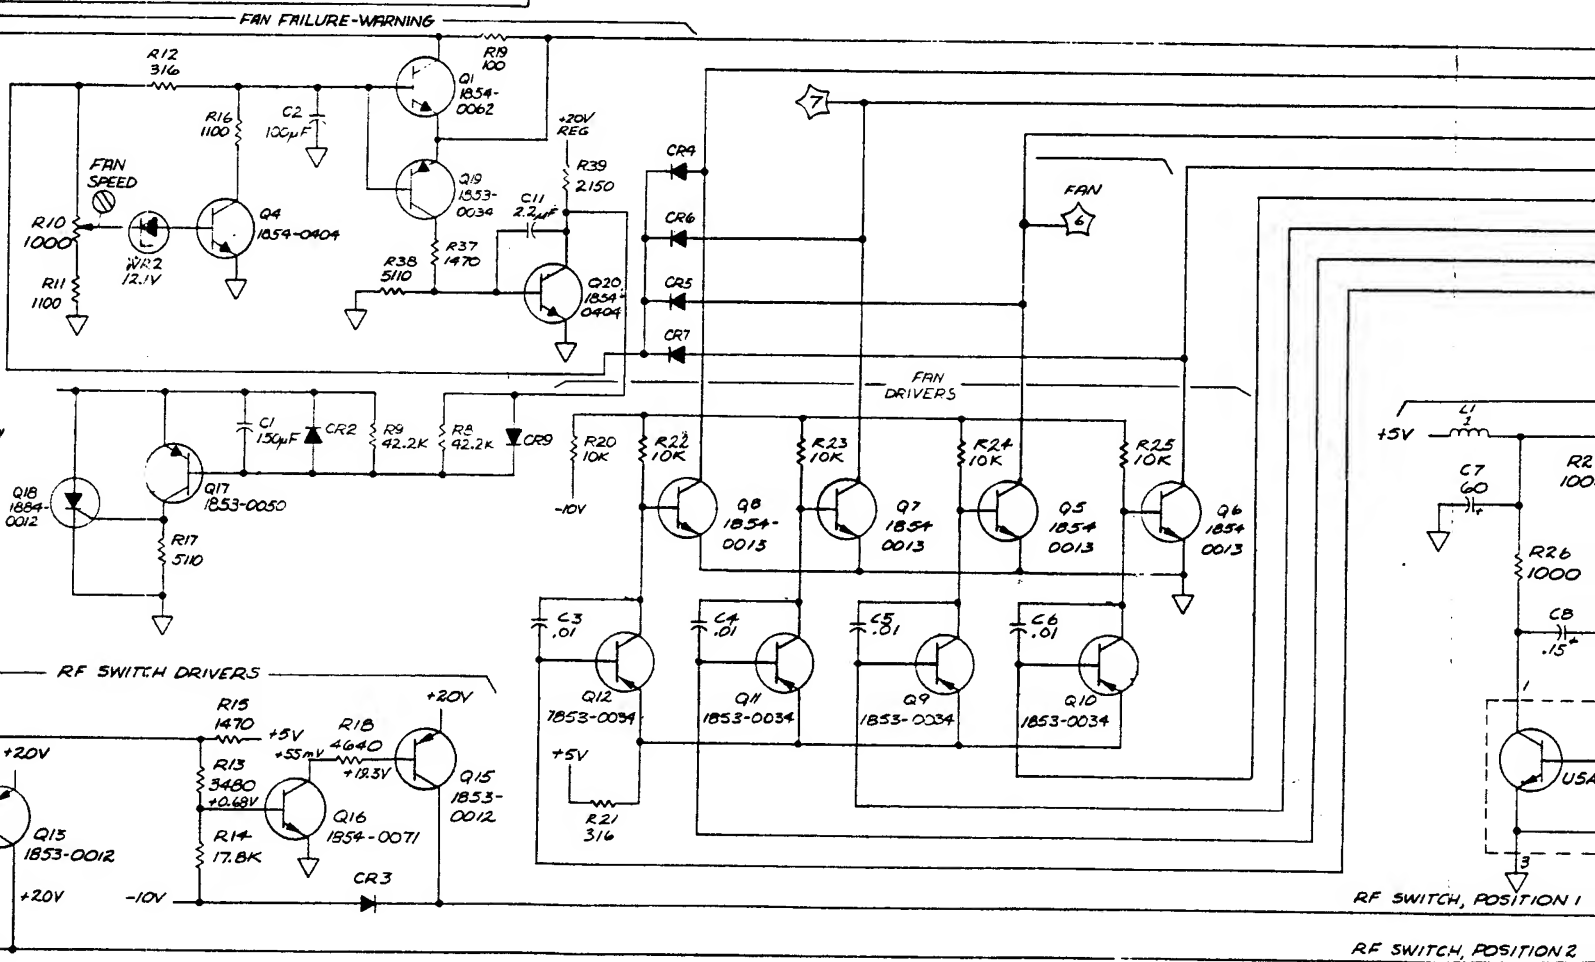 FAN FAILURE-WARNING
R12
316
R19
100
Q1
1854-
0062
R16
1100
C2
100µF
FAN
SPEED
R10
1000
R11
1100
12.1V
Q4
1854-0404
Q19
1853-
0034
R37
1470
R38
5110
C11
2.2µF
+20V
REG
R39
2150
Q20
1854-
0404
7
CR4
CR6
CR5
CR7
FAN
6
FAN
DRIVERS
C1
150µF
CR2
R9
42.2K
R8
42.2K
CR9
Q18
1884-
0012
Q17
1853-0050
R17
5110
R20
10K
-10V
R22
10K
R23
10K
R24
10K
R25
10K
Q8
1854-
0013
Q7
1854
0013
Q5
1854
0013
Q6
1854
0013
C3
.01
C4
.01
C5
.01
C6
.01
Q12
1853-0034
Q11
1853-0034
Q9
1853-0034
Q10
1853-0034
+5V
R21
316
L1
+5V
C7
60
R2
100
R26
1000
C8
.15
+
1
USA
3
RF SWITCH DRIVERS
R15
1470
+5V
R13
3480
+0.68V
R14
17.8K
-10V
+55mV
R18
4640
+19.3V
+20V
Q15
1853-
0012
Q16
1854-0071
CR3
+20V
Q13
1853-0012
+20V
RF SWITCH, POSITION 1
RF SWITCH, POSITION 2